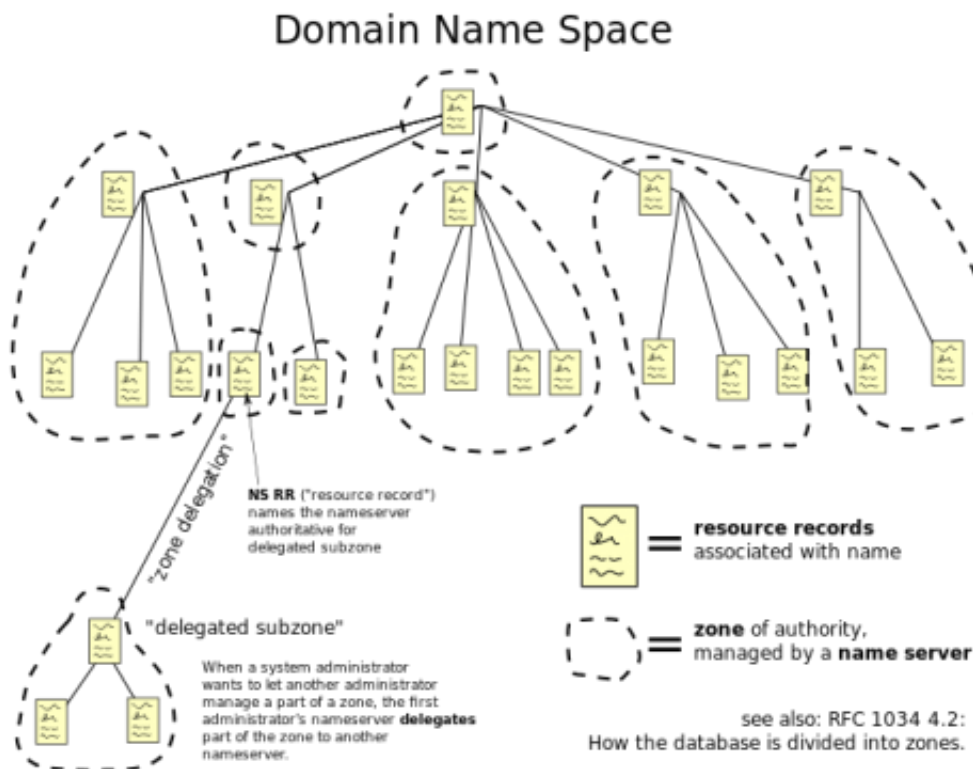 Domain Name Space
"zone delegation"
NS RR ("resource record")
names the nameserver
authoritative for
delegated subzone
resource records
associated with name
"delegated subzone"
zone of authority,
managed by a name server
When a system administrator
wants to let another administrator
manage a part of a zone, the first
administrator's nameserver delegates
part of the zone to another
nameserver.
see also: RFC 1034 4.2:
How the database is divided into zones.